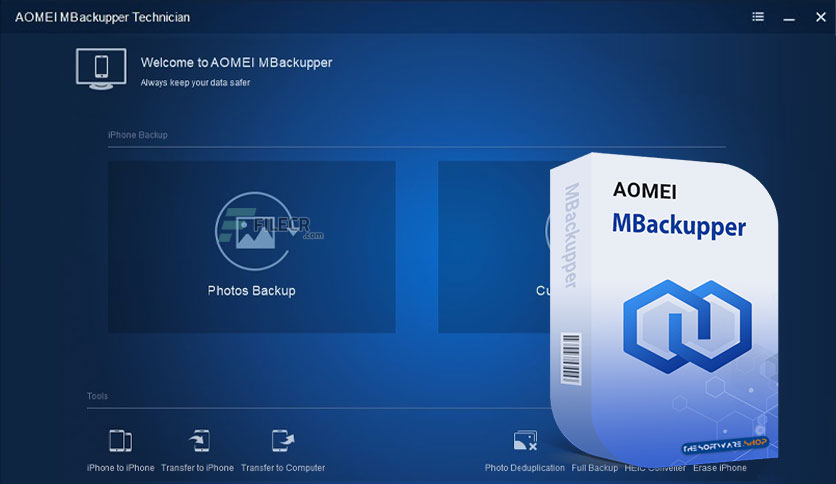 AOMEI MBackupper Technician
Welcome to AOMEI MBackupper
Always keep your data safer
iPhone Backup
FILECR
.com
Photos Backup
Cu
MBackupper
AOMEI
MBackupper
THE SOFTWARE SHOP
Tools
iPhone to iPhone Transfer to iPhone Transfer to Computer Photo Deduplication Full Backup HEIC Converter Erase iPhone